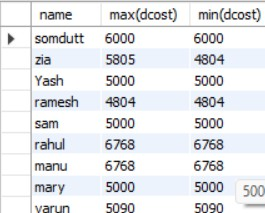 name max(dcost) min(dcost)
somdutt 6000 6000
zia 5805 4804
Yash 5000 5000
ramesh 4804 4804
sam 5000 5000
rahul 6768 6768
manu 6768 6768
mary 5000 5000
500
varun 5090 5090